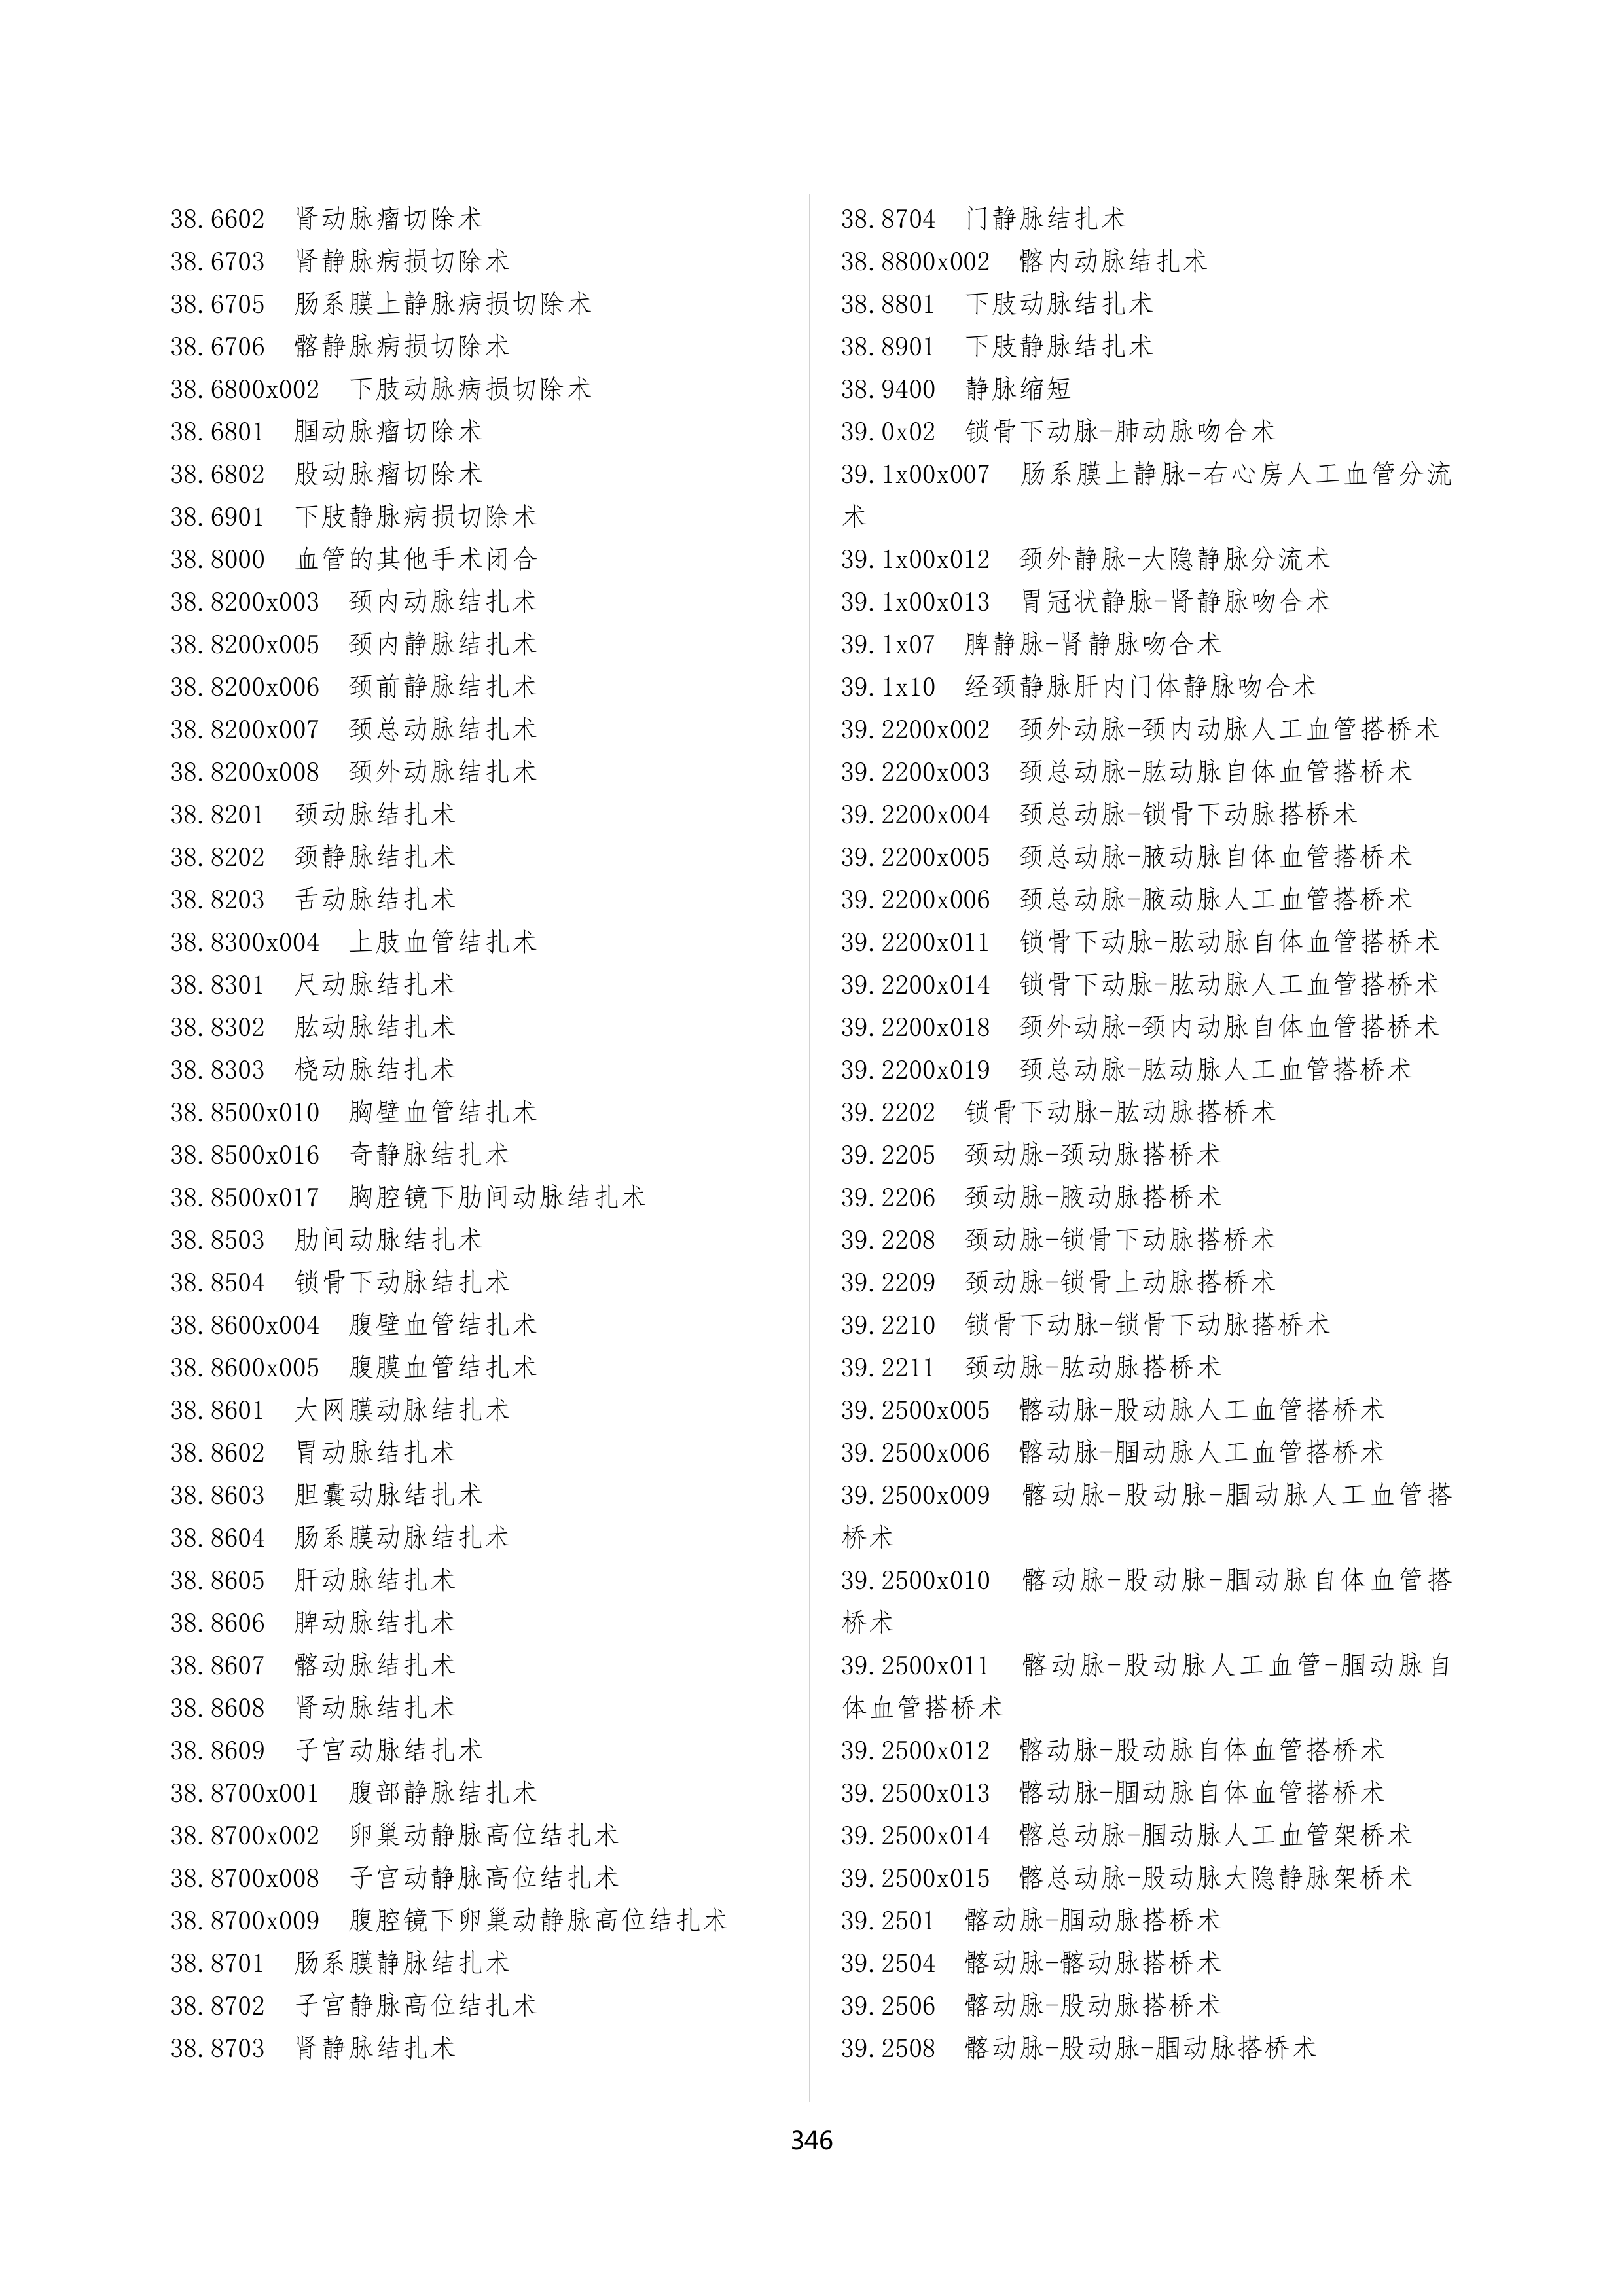 38.6602 肾动脉瘤切除术
38.6703 肾静脉病损切除术
38.6705 肠系膜上静脉病损切除术
38.6706 髂静脉病损切除术
38.6800x002 下肢动脉病损切除术
38.6801 腘动脉瘤切除术
38.6802 股动脉瘤切除术
38.6901 下肢静脉病损切除术
38.8000 血管的其他手术闭合
38.8200x003 颈内动脉结扎术
38.8200x005 颈内静脉结扎术
38.8200x006 颈前静脉结扎术
38.8200x007 颈总动脉结扎术
38.8200x008 颈外动脉结扎术
38.8201 颈动脉结扎术
38.8202 颈静脉结扎术
38.8203 舌动脉结扎术
38.8300x004 上肢血管结扎术
38.8301 尺动脉结扎术
38.8302 肱动脉结扎术
38.8303 桡动脉结扎术
38.8500x010 胸壁血管结扎术
38.8500x016 奇静脉结扎术
38.8500x017 胸腔镜下肋间动脉结扎术
38.8503 肋间动脉结扎术
38.8504 锁骨下动脉结扎术
38.8600x004 腹壁血管结扎术
38.8600x005 腹膜血管结扎术
38.8601 大网膜动脉结扎术
38.8602 胃动脉结扎术
38.8603 胆囊动脉结扎术
38.8604 肠系膜动脉结扎术
38.8605 肝动脉结扎术
38.8606 脾动脉结扎术
38.8607 髂动脉结扎术
38.8608 肾动脉结扎术
38.8609 子宫动脉结扎术
38.8700x001 腹部静脉结扎术
38.8700x002 卵巢动静脉高位结扎术
38.8700x008 子宫动静脉高位结扎术
38.8700x009 腹腔镜下卵巢动静脉高位结扎术
38.8701 肠系膜静脉结扎术
38.8702 子宫静脉高位结扎术
38.8703 肾静脉结扎术
38.8704 门静脉结扎术
38.8800x002 髂内动脉结扎术
38.8801 下肢动脉结扎术
38.8901 下肢静脉结扎术
38.9400 静脉缩短
39.0x02 锁骨下动脉-肺动脉吻合术
39.1x00x007 肠系膜上静脉-右心房人工血管分流
术
39.1x00x012 颈外静脉-大隐静脉分流术
39.1x00x013 胃冠状静脉-肾静脉吻合术
39.1x07 脾静脉-肾静脉吻合术
39.1x10 经颈静脉肝内门体静脉吻合术
39.2200x002 颈外动脉-颈内动脉人工血管搭桥术
39.2200x003 颈总动脉-肱动脉自体血管搭桥术
39.2200x004 颈总动脉-锁骨下动脉搭桥术
39.2200x005 颈总动脉-腋动脉自体血管搭桥术
39.2200x006 颈总动脉-腋动脉人工血管搭桥术
39.2200x011 锁骨下动脉-肱动脉自体血管搭桥术
39.2200x014 锁骨下动脉-肱动脉人工血管搭桥术
39.2200x018 颈外动脉-颈内动脉自体血管搭桥术
39.2200x019 颈总动脉-肱动脉人工血管搭桥术
39.2202 锁骨下动脉-肱动脉搭桥术
39.2205 颈动脉-颈动脉搭桥术
39.2206 颈动脉-腋动脉搭桥术
39.2208 颈动脉-锁骨下动脉搭桥术
39.2209 颈动脉-锁骨上动脉搭桥术
39.2210 锁骨下动脉-锁骨下动脉搭桥术
39.2211 颈动脉-肱动脉搭桥术
39.2500x005 髂动脉-股动脉人工血管搭桥术
39.2500x006 髂动脉-腘动脉人工血管搭桥术
39.2500x009 髂动脉-股动脉-腘动脉人工血管搭
桥术
39.2500x010 髂动脉-股动脉-腘动脉自体血管搭
桥术
39.2500x011 髂动脉-股动脉人工血管-腘动脉自
体血管搭桥术
39.2500x012 髂动脉-股动脉自体血管搭桥术
39.2500x013 髂动脉-腘动脉自体血管搭桥术
39.2500x014 髂总动脉-腘动脉人工血管架桥术
39.2500x015 髂总动脉-股动脉大隐静脉架桥术
39.2501 髂动脉-腘动脉搭桥术
39.2504 髂动脉-髂动脉搭桥术
39.2506 髂动脉-股动脉搭桥术
39.2508 髂动脉-股动脉-腘动脉搭桥术
346